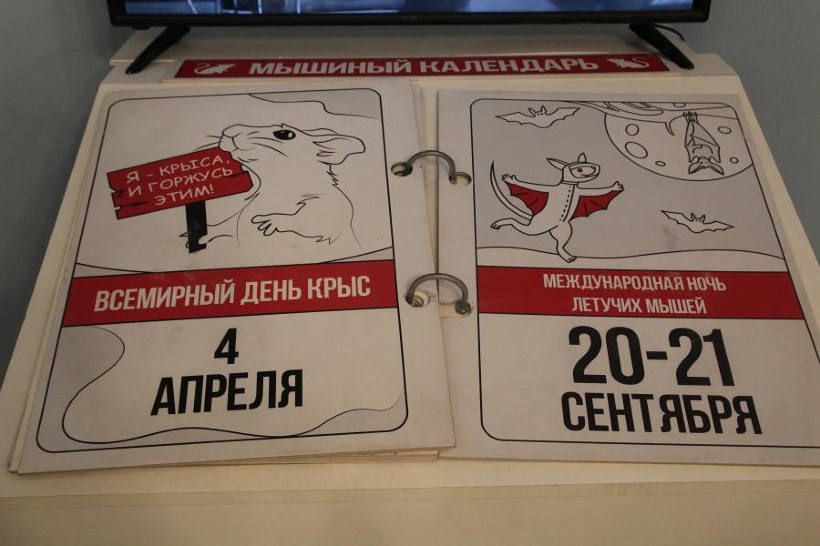 МЫШИНЫЙ КАЛЕНДАРЬ
Я - КРЫСА,
И ГОРЖУСЬ
ЭТИМ!
ВСЕМИРНЫЙ ДЕНЬ КРЫС
4
АПРЕЛЯ
МЕЖДУНАРОДНАЯ НОЧЬ
ЛЕТУЧИХ МЫШЕЙ
20-21
СЕНТЯБРЯ